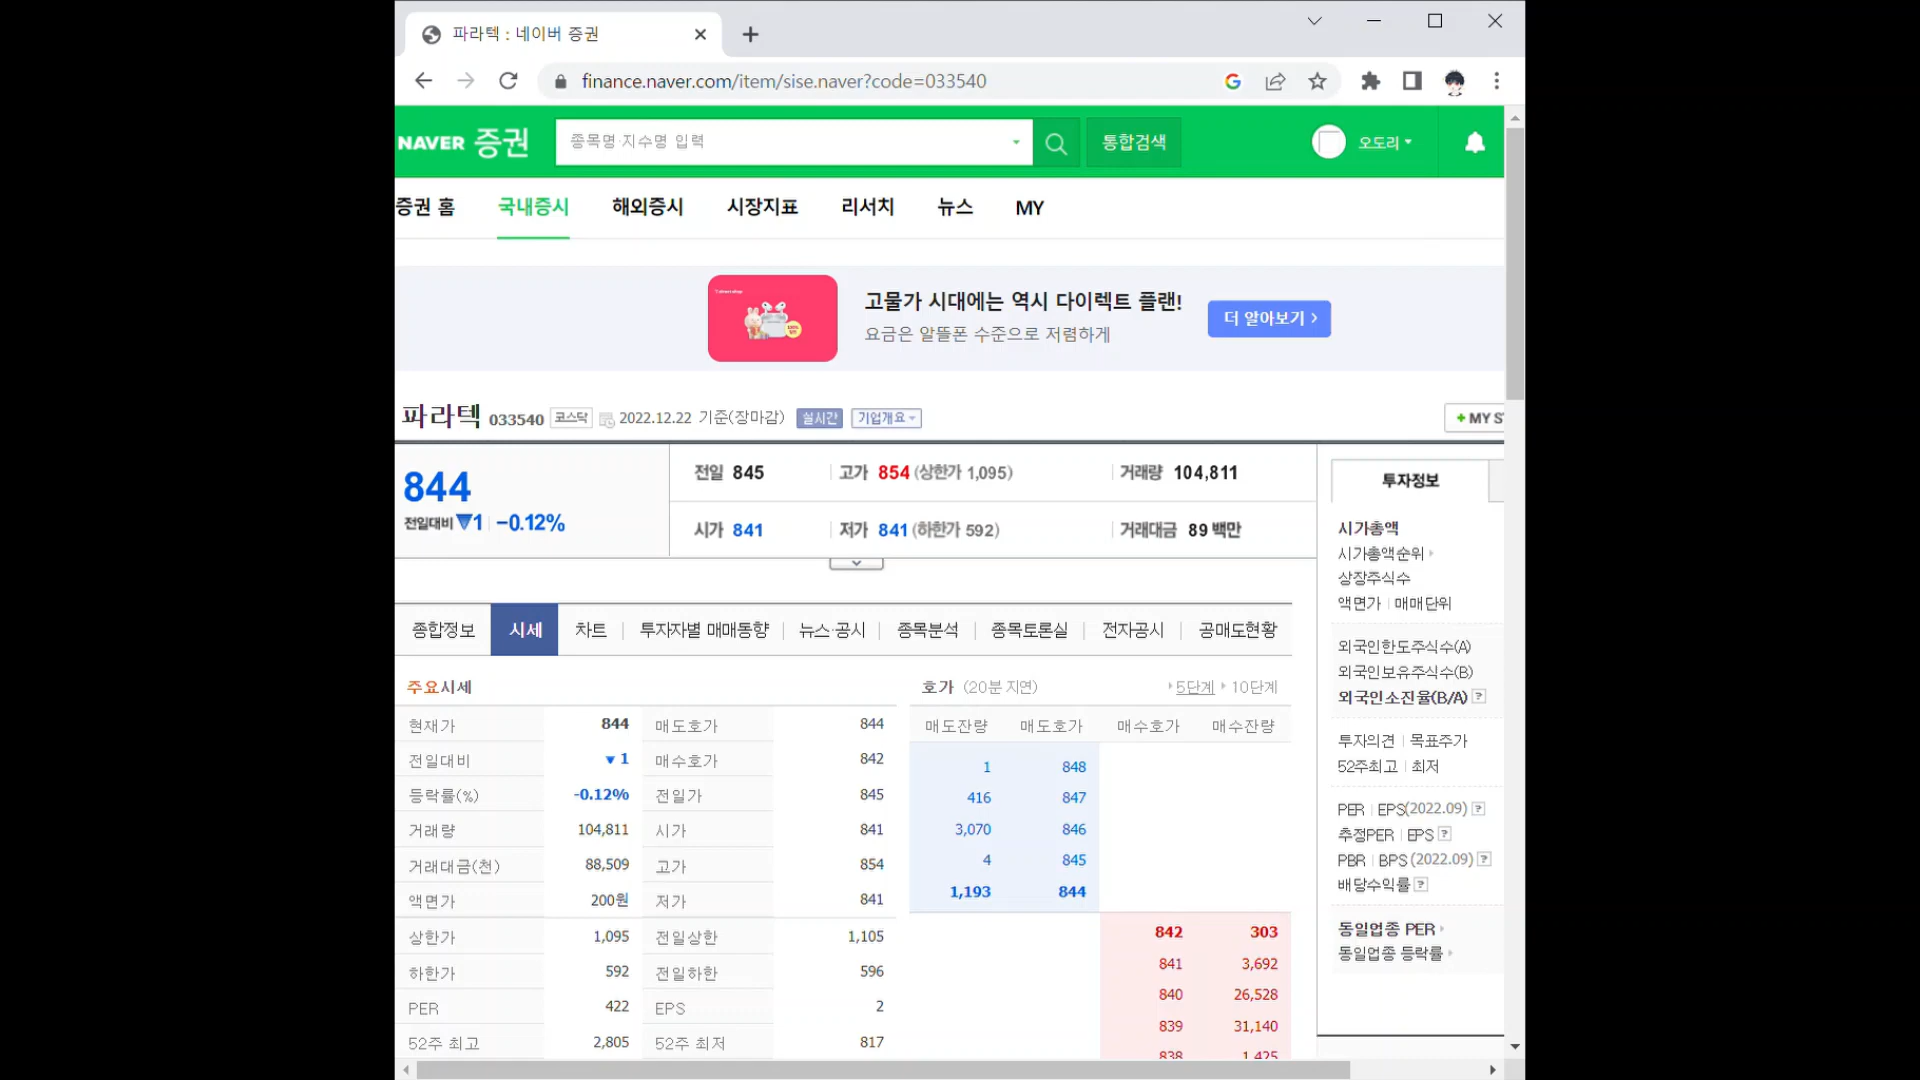 파라텍 : 네이버 증권
finance.naver.com/item/sise.naver?code=033540
NAVER 증권
종목명·지수명 입력
통합검색
오도리
증권 홈 국내증시 해외증시 시장지표 리서치 뉴스 MY
고물가 시대에는 역시 다이렉트 플랜!
요금은 알뜰폰 수준으로 저렴하게
더 알아보기 >
파라텍 033540 코스닥 2022.12.22 기준(장마감) 실시간 기업개요
+ MY S
844
전일대비 ▼1 -0.12%
전일 845 고가 854 (상한가 1,095) 거래량 104,811
시가 841 저가 841 (하한가 592) 거래대금 89 백만
종합정보 시세 차트 투자자별 매매동향 뉴스·공시 종목분석 종목토론실 전자공시 공매도현황
주요시세
현재가 844 매도호가 844
전일대비 ▼ 1 매수호가 842
등락률(%) -0.12% 전일가 845
거래량 104,811 시가 841
거래대금(천) 88,509 고가 854
액면가 200원 저가 841
상한가 1,095 전일상한 1,105
하한가 592 전일하한 596
PER 422 EPS 2
52주 최고 2,805 52주 최저 817
호가 (20분 지연) 5단계 10단계
매도잔량 매도호가 매수호가 매수잔량
1 848
416 847
3,070 846
4 845
1,193 844
842 303
841 3,692
840 26,528
839 31,140
838 1,425
투자정보
시가총액
시가총액순위
상장주식수
액면가 매매단위
외국인한도주식수(A)
외국인보유주식수(B)
외국인소진율(B/A) ?
투자의견 목표주가
52주최고 최저
PER EPS(2022.09) ?
추정PER EPS ?
PBR BPS (2022.09) ?
배당수익률 ?
동일업종 PER
동일업종 등락률